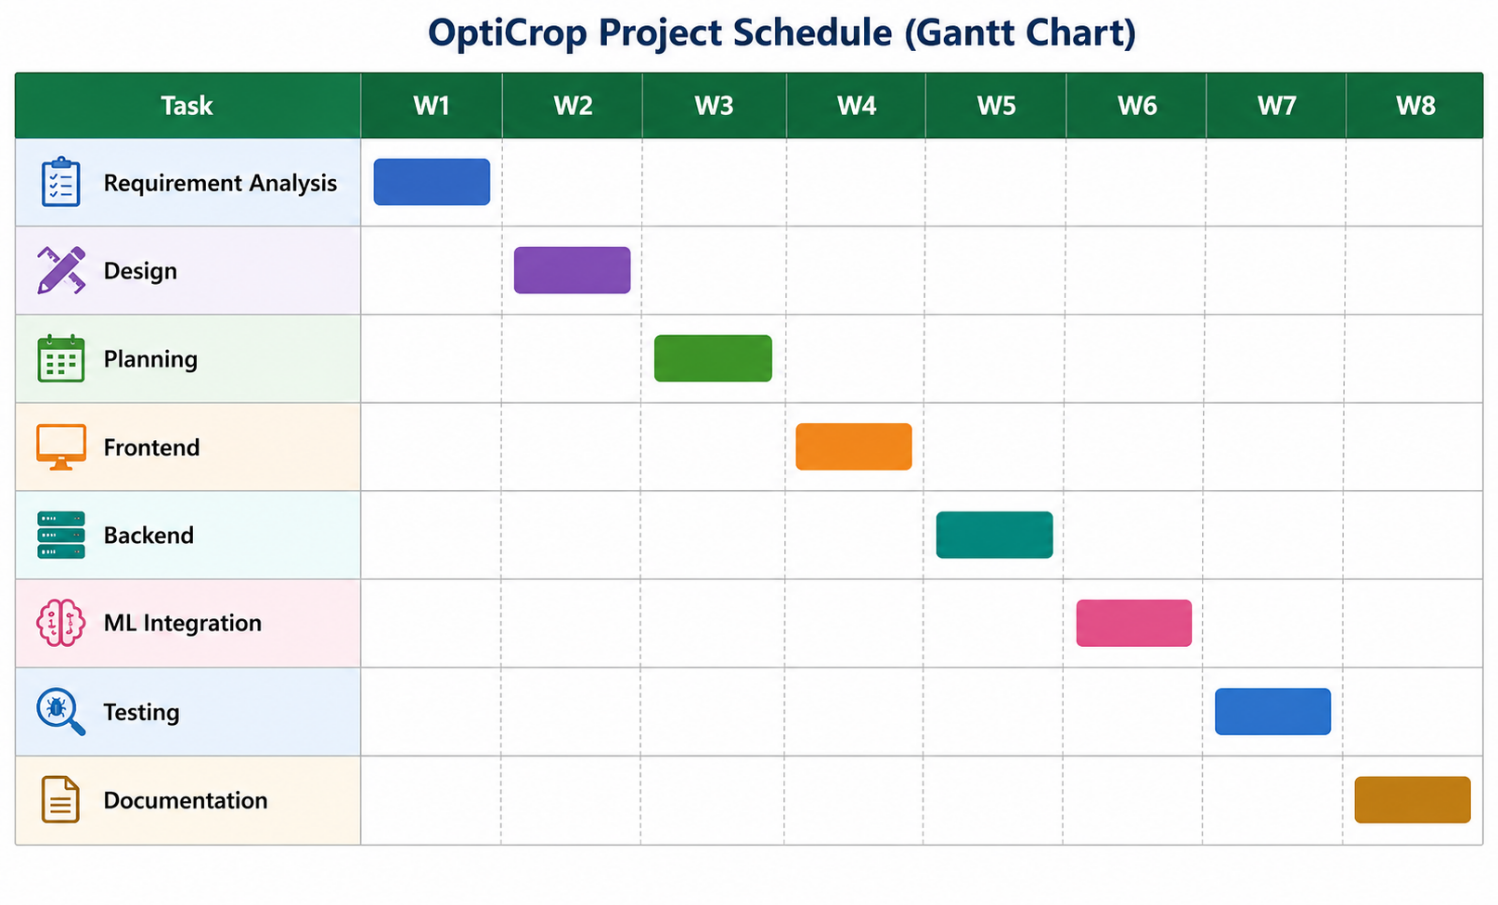 OptiCrop Project Schedule (Gantt Chart)
Task W1 W2 W3 W4 W5 W6 W7 W8
Requirement Analysis
Design
Planning
Frontend
Backend
ML Integration
Testing
Documentation